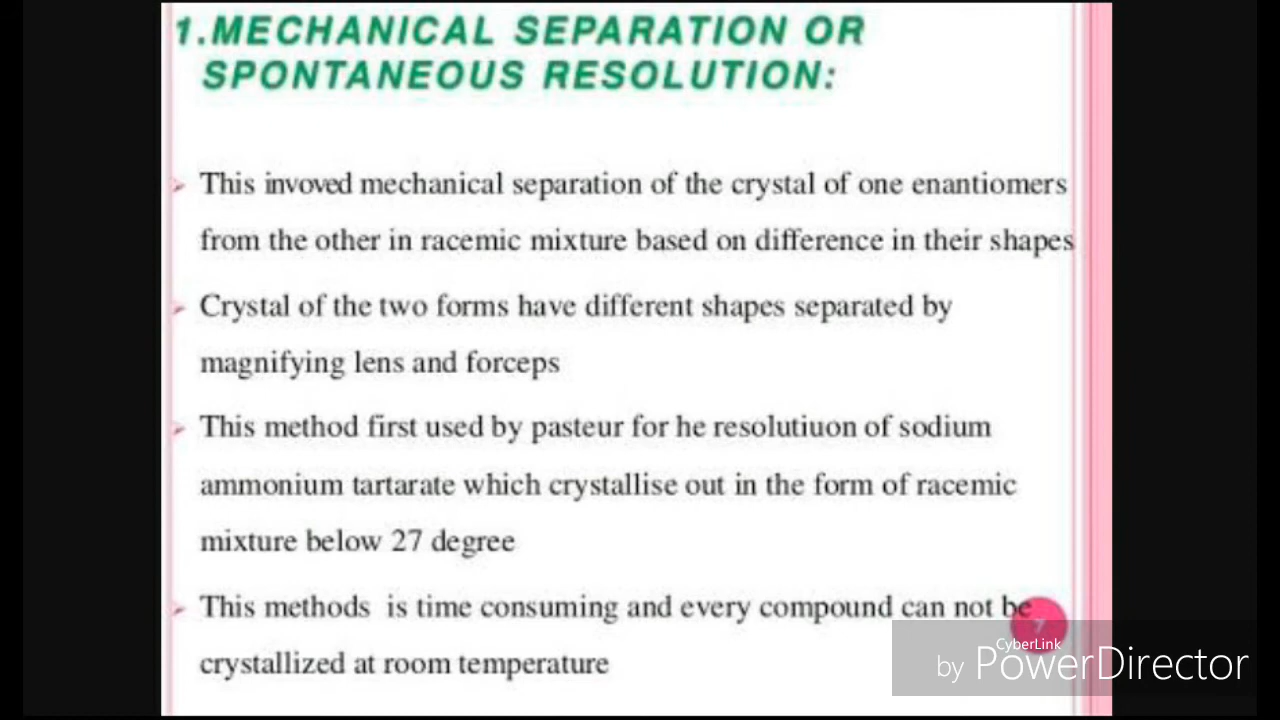 1.MECHANICAL SEPARATION OR
SPONTANEOUS RESOLUTION:
This invoved mechanical separation of the crystal of one enantiomers
from the other in racemic mixture based on difference in their shapes
Crystal of the two forms have different shapes separated by
magnifying lens and forceps
This method first used by pasteur for he resolutiuon of sodium
ammonium tartarate which crystallise out in the form of racemic
mixture below 27 degree
This methods is time consuming and every compound can not be
crystallized at room temperature
7
CyberLink
by PowerDirector